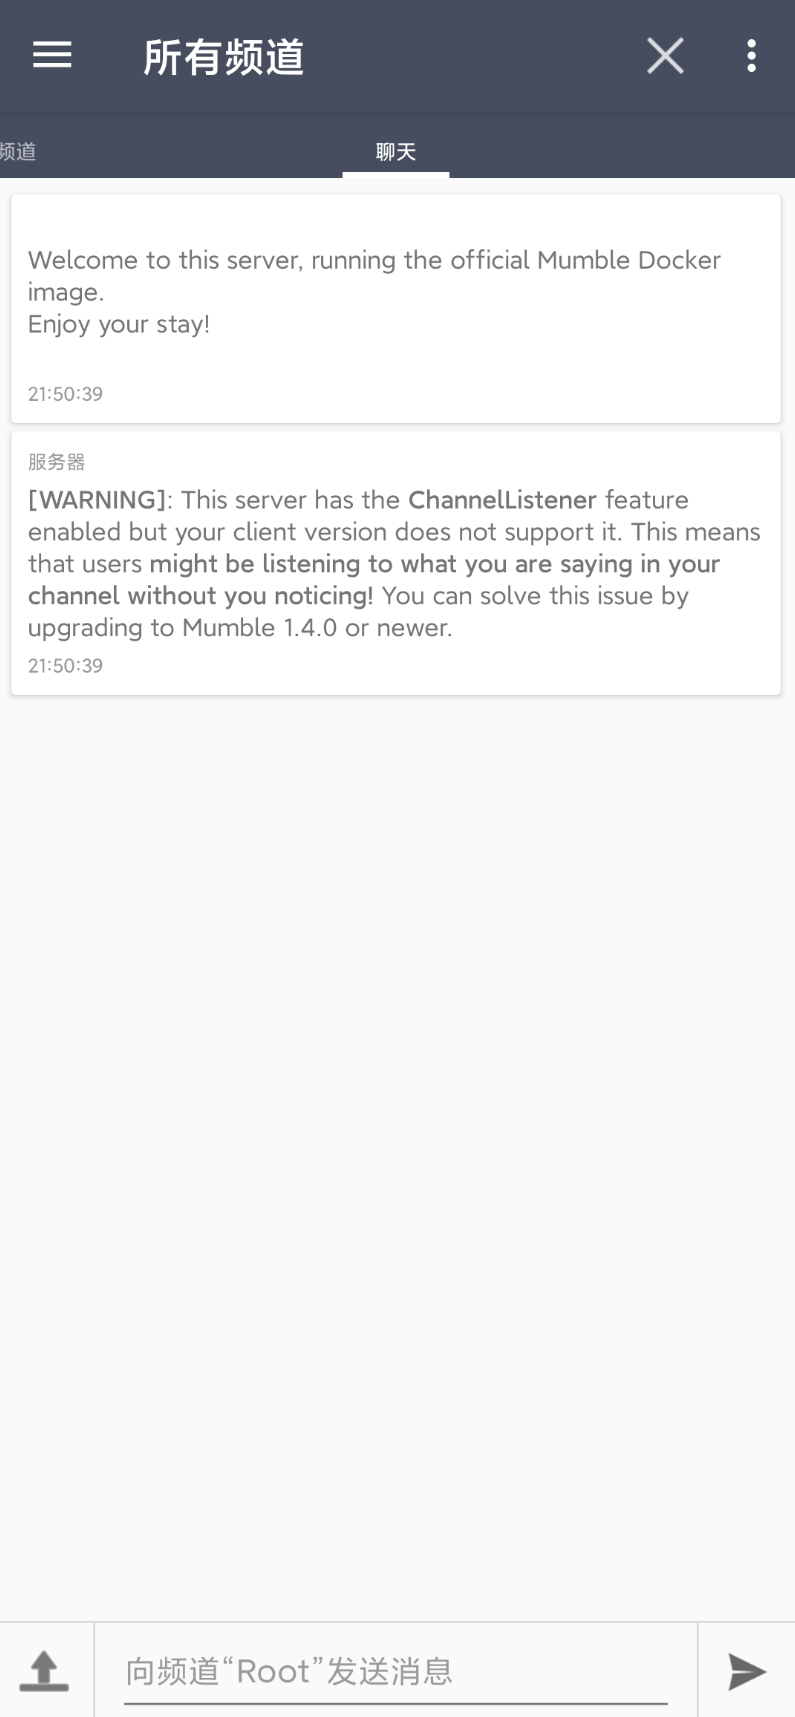 所有频道
频道
聊天
Welcome to this server, running the official Mumble Docker
image.
Enjoy your stay!
21:50:39
服务器
[WARNING]: This server has the ChannelListener feature
enabled but your client version does not support it. This means
that users might be listening to what you are saying in your
channel without you noticing! You can solve this issue by
upgrading to Mumble 1.4.0 or newer.
21:50:39
向频道“Root”发送消息